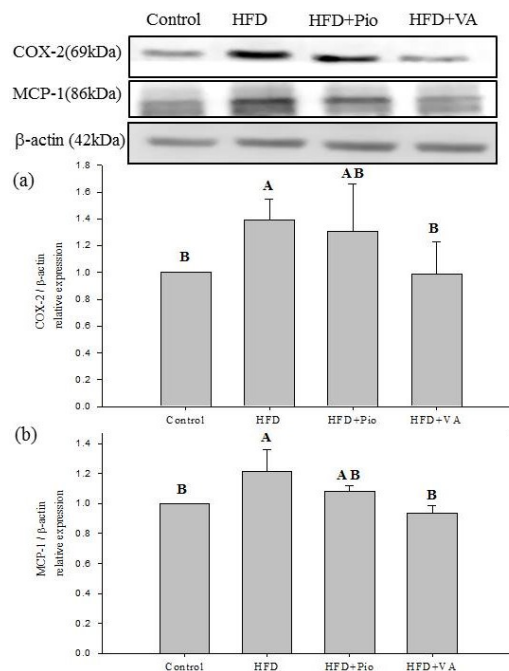 Control HFD HFD+Pio HFD+VA
COX-2(69kDa)
MCP-1(86kDa)
β-actin (42kDa)
(a)
COX-2 / β-actin
relative expression
1.8
1.6
1.4
1.2
1.0
0.8
0.6
0.4
0.2
0.0
B
A
A B
B
Control HFD HFD+Pio HFD+VA
(b)
MCP-1 / β-actin
relative expression
1.4
1.2
1.0
0.8
0.6
0.4
0.2
0.0
B
A
A B
B
Control HFD HFD+Pio HFD+VA